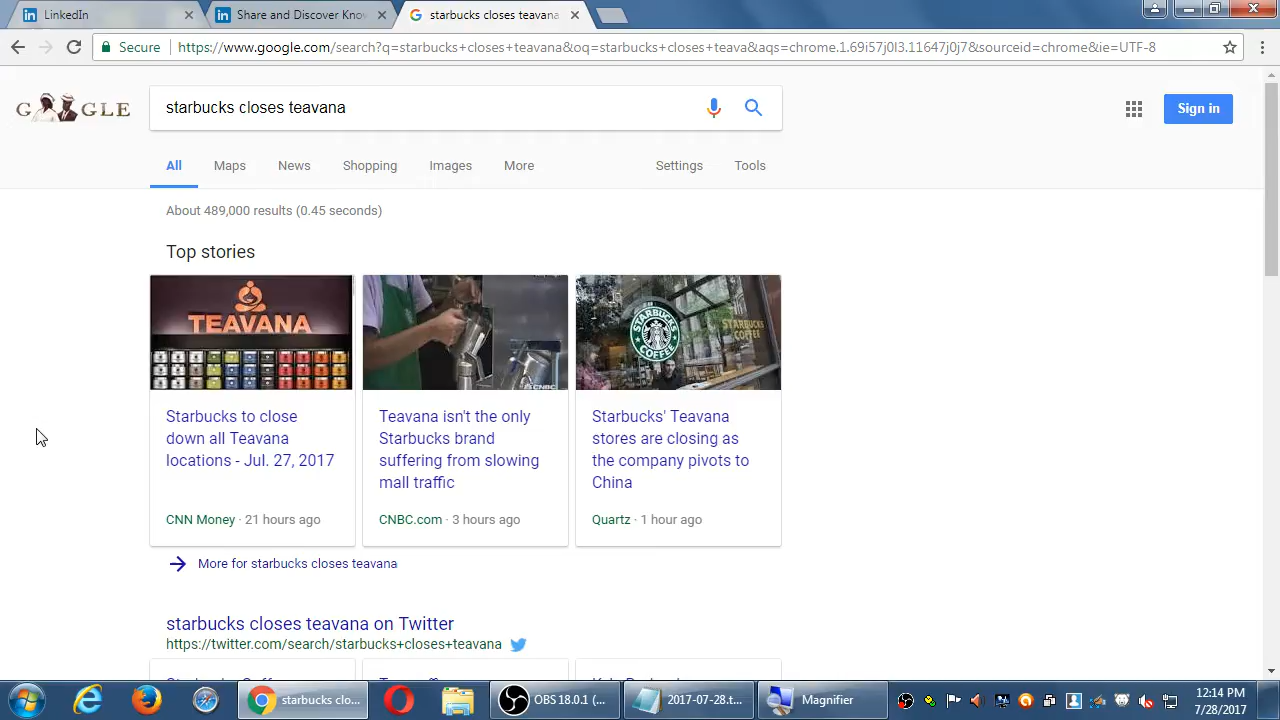 LinkedIn
Share and Discover Know
starbucks closes teavana
Secure
https://www.google.com/search?q=starbucks+closes+teavana&oq=starbucks+closes+teava&aqs=chrome.1.69i57j0l3.11647j0j7&sourceid=chrome&ie=UTF-8
GOOGLE
starbucks closes teavana
Sign in
All
Maps
News
Shopping
Images
More
Settings
Tools
About 489,000 results (0.45 seconds)
Top stories
TEAVANA
CNBC
STARBUCKS COFFEE
STARBUCKS
COFFEE
Starbucks to close
down all Teavana
locations - Jul. 27, 2017
CNN Money · 21 hours ago
Teavana isn't the only
Starbucks brand
suffering from slowing
mall traffic
CNBC.com · 3 hours ago
Starbucks' Teavana
stores are closing as
the company pivots to
China
Quartz · 1 hour ago
More for starbucks closes teavana
starbucks closes teavana on Twitter
https://twitter.com/search/starbucks+closes+teavana
starbucks clo...
OBS 18.0.1 (...
2017-07-28.t...
Magnifier
12:14 PM
7/28/2017